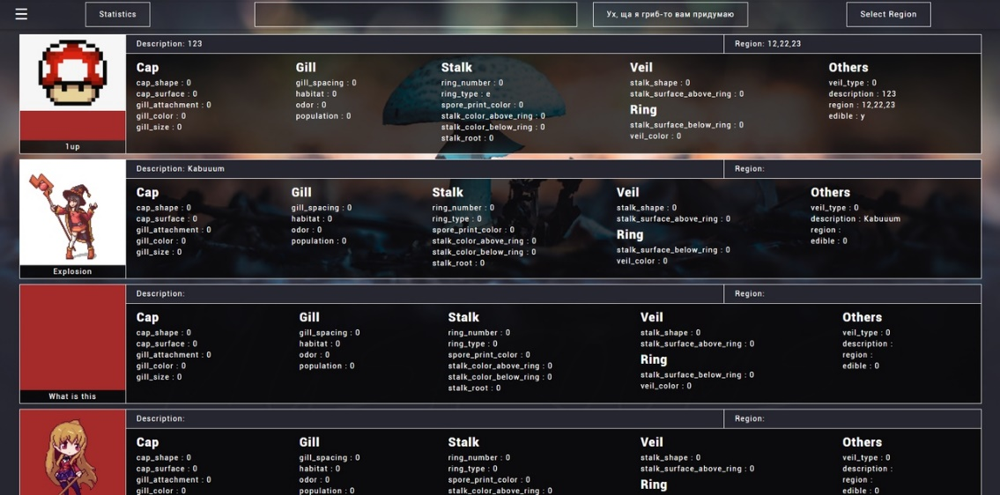 Statistics
Ух, ща я гриб-то вам придумаю
Select Region
Description: 123
Region: 12,22,23
1up
Cap
cap_shape : 0
cap_surface : 0
gill_attachment : 0
gill_color : 0
gill_size : 0
Gill
gill_spacing : 0
habitat : 0
odor : 0
population : 0
Stalk
ring_number : 0
ring_type : e
spore_print_color : 0
stalk_color_above_ring : 0
stalk_color_below_ring : 0
stalk_root : 0
Veil
stalk_shape : 0
stalk_surface_above_ring : 0
Ring
stalk_surface_below_ring : 0
veil_color : 0
Others
veil_type : 0
description : 123
region : 12,22,23
edible : y
Description: Kabuuum
Region:
Explosion
Cap
cap_shape : 0
cap_surface : 0
gill_attachment : 0
gill_color : 0
gill_size : 0
Gill
gill_spacing : 0
habitat : 0
odor : 0
population : 0
Stalk
ring_number : 0
ring_type : 0
spore_print_color : 0
stalk_color_above_ring : 0
stalk_color_below_ring : 0
stalk_root : 0
Veil
stalk_shape : 0
stalk_surface_above_ring : 0
Ring
stalk_surface_below_ring : 0
veil_color : 0
Others
veil_type : 0
description : Kabuuum
region :
edible : 0
Description:
Region:
What is this
Cap
cap_shape : 0
cap_surface : 0
gill_attachment : 0
gill_color : 0
gill_size : 0
Gill
gill_spacing : 0
habitat : 0
odor : 0
population : 0
Stalk
ring_number : 0
ring_type : 0
spore_print_color : 0
stalk_color_above_ring : 0
stalk_color_below_ring : 0
stalk_root : 0
Veil
stalk_shape : 0
stalk_surface_above_ring : 0
Ring
stalk_surface_below_ring : 0
veil_color : 0
Others
veil_type : 0
description :
region :
edible : 0
Description:
Region:
Cap
cap_shape : 0
cap_surface : 0
gill_attachment : 0
gill_color : 0
Gill
gill_spacing : 0
habitat : 0
odor : 0
population : 0
Stalk
ring_number : 0
ring_type : 0
spore_print_color : 0
stalk_color_above_ring : 0
Veil
stalk_shape : 0
stalk_surface_above_ring : 0
Ring
Others
veil_type : 0
description :
region :
edible : 0